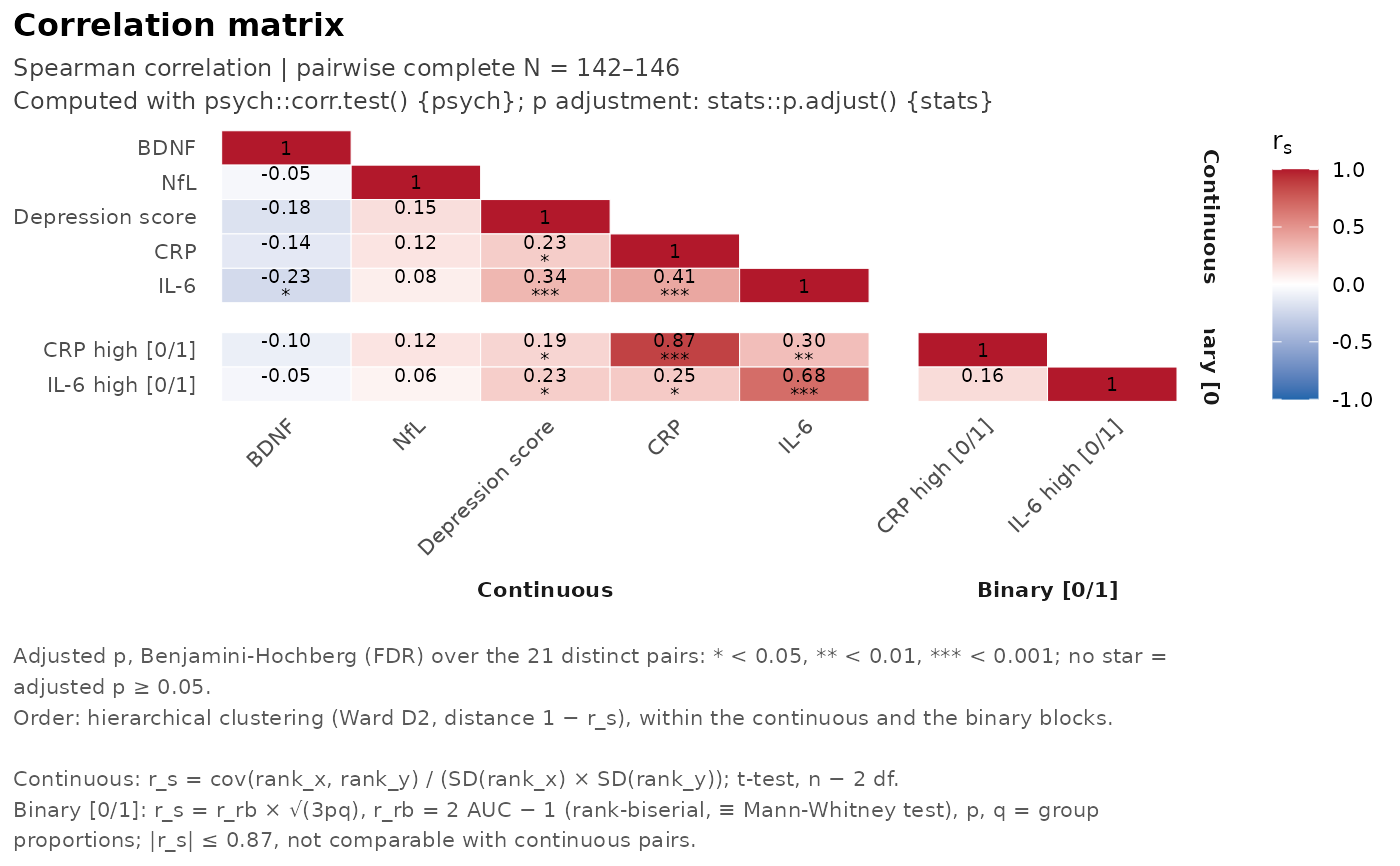 Correlation matrix
Spearman correlation | pairwise complete N = 142–146
Computed with psych::corr.test() {psych}; p adjustment: stats::p.adjust() {stats}
BDNF 1
NfL -0.05 1
Depression score -0.18 0.15 1
CRP -0.14 0.12 0.23 * 1
IL-6 -0.23 * 0.08 0.34 *** 0.41 *** 1
CRP high [0/1] -0.10 0.12 0.19 * 0.87 *** 0.30 ** 1
IL-6 high [0/1] -0.05 0.06 0.23 * 0.25 * 0.68 *** 0.16 1
BDNF NfL Depression score CRP IL-6 CRP high [0/1] IL-6 high [0/1]
Continuous Binary [0/1]
Continuous
ary [0
r_s
1.0
0.5
0.0
-0.5
-1.0
Adjusted p, Benjamini-Hochberg (FDR) over the 21 distinct pairs: * < 0.05, ** < 0.01, *** < 0.001; no star =
adjusted p ≥ 0.05.
Order: hierarchical clustering (Ward D2, distance 1 − r_s), within the continuous and the binary blocks.
Continuous: r_s = cov(rank_x, rank_y) / (SD(rank_x) × SD(rank_y)); t-test, n − 2 df.
Binary [0/1]: r_s = r_rb × √(3pq), r_rb = 2 AUC − 1 (rank-biserial, ≡ Mann-Whitney test), p, q = group
proportions; |r_s| ≤ 0.87, not comparable with continuous pairs.